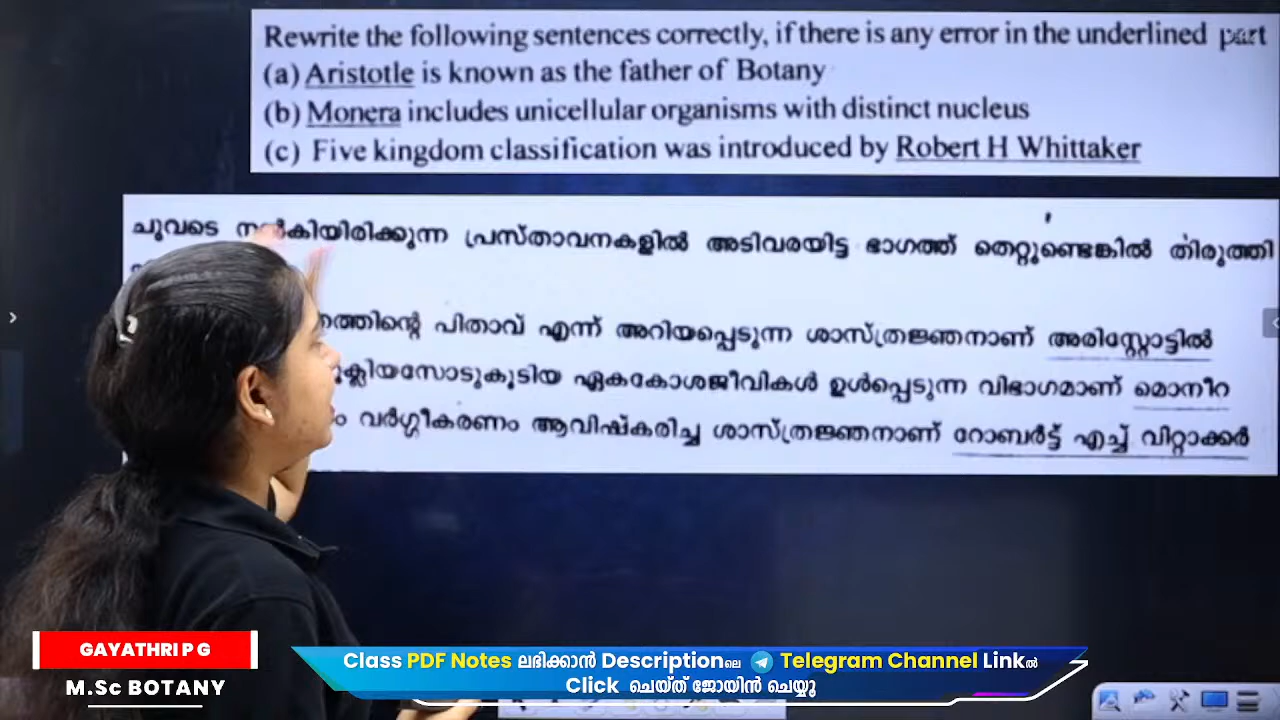 Rewrite the following sentences correctly, if there is any error in the underlined part
(a) Aristotle is known as the father of Botany
(b) Monera includes unicellular organisms with distinct nucleus
(c) Five kingdom classification was introduced by Robert H Whittaker
ചുവടെ നൽകിയിരിക്കുന്ന പ്രസ്താവനകളിൽ അടിവരയിട്ട ഭാഗത്ത് തെറ്റുണ്ടെങ്കിൽ തിരുത്തി
പിതാവ് എന്ന് അറിയപ്പെടുന്ന ശാസ്ത്രജ്ഞനാണ് അരിസ്റ്റോട്ടിൽ
ഏകകോശജീവികൾ ഉൾപ്പെടുന്ന വിഭാഗമാണ് മൊനീറ
വർഗ്ഗീകരണം ആവിഷ്കരിച്ച ശാസ്ത്രജ്ഞനാണ് റോബർട്ട് എച്ച് വിറ്റാക്കർ
GAYATHRI P G
M.Sc BOTANY
Class PDF Notes ലഭിക്കാൻ Descriptionലെ Telegram Channel Linkൽ
Click ചെയ്ത് ജോയിൻ ചെയ്യൂ